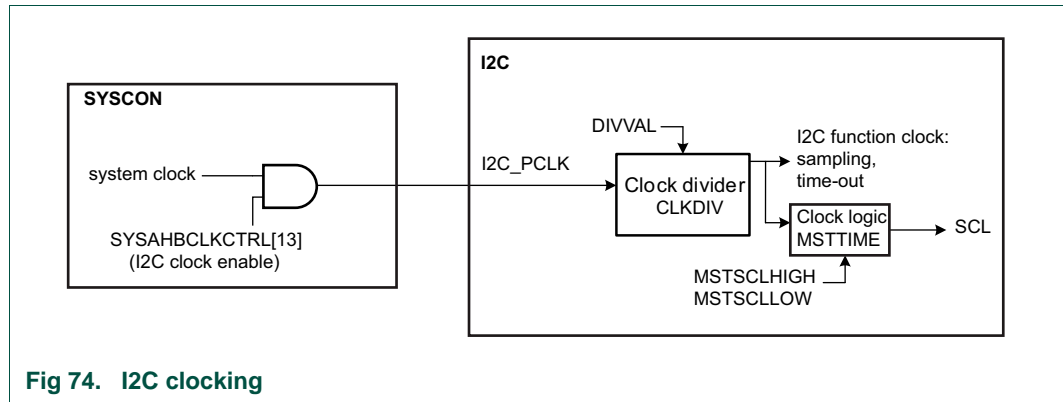 I2C
SYSCON
DIVVAL
I2C function clock:
sampling,
time-out
system clock
I2C_PCLK
Clock divider
CLKDIV
Clock logic
MSTTIME
SCL
SYSAHBCLKCTRL[13]
(I2C clock enable)
MSTSCLHIGH
MSTSCLLOW
Fig 74. I2C clocking